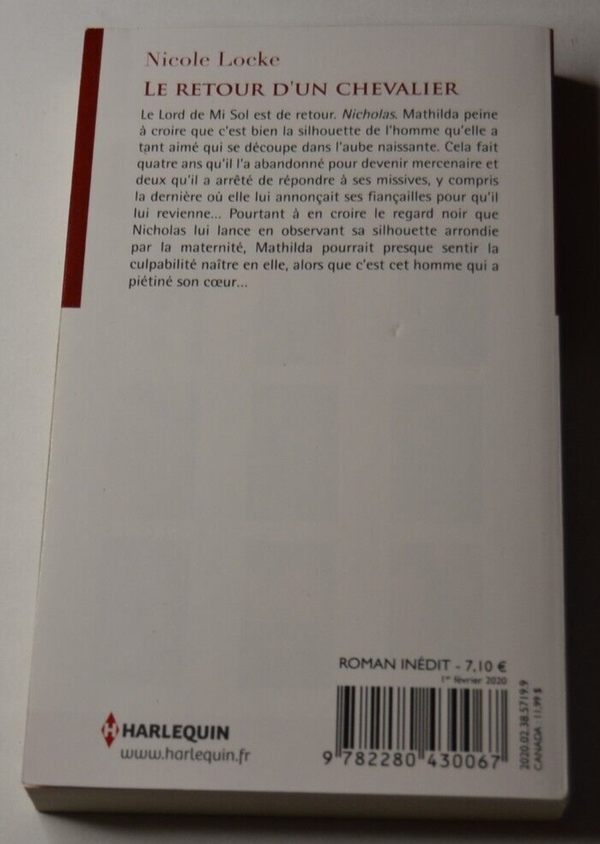 Nicole Locke
LE RETOUR D'UN CHEVALIER
Le Lord de Mi Sol est de retour. Nicholas. Mathilda peine
à croire que c'est bien la silhouette de l'homme qu'elle a
tant aimé qui se découpe dans l'aube naissante. Cela fait
quatre ans qu'il l'a abandonné pour devenir mercenaire et
deux qu'il a arrêté de répondre à ses missives, y compris
la dernière où elle lui annonçait ses fiançailles pour qu'il
lui revienne... Pourtant à en croire le regard noir que
Nicholas lui lance en observant sa silhouette arrondie
par la maternité, Mathilda pourrait presque sentir la
culpabilité naître en elle, alors que c'est cet homme qui a
piétiné son cœur...
ROMAN INÉDIT - 7,10 €
1er février 2020
9 782280 430067
2020.02.38.5719.9
CANADA : 11.99 $
H HARLEQUIN
www.harlequin.fr